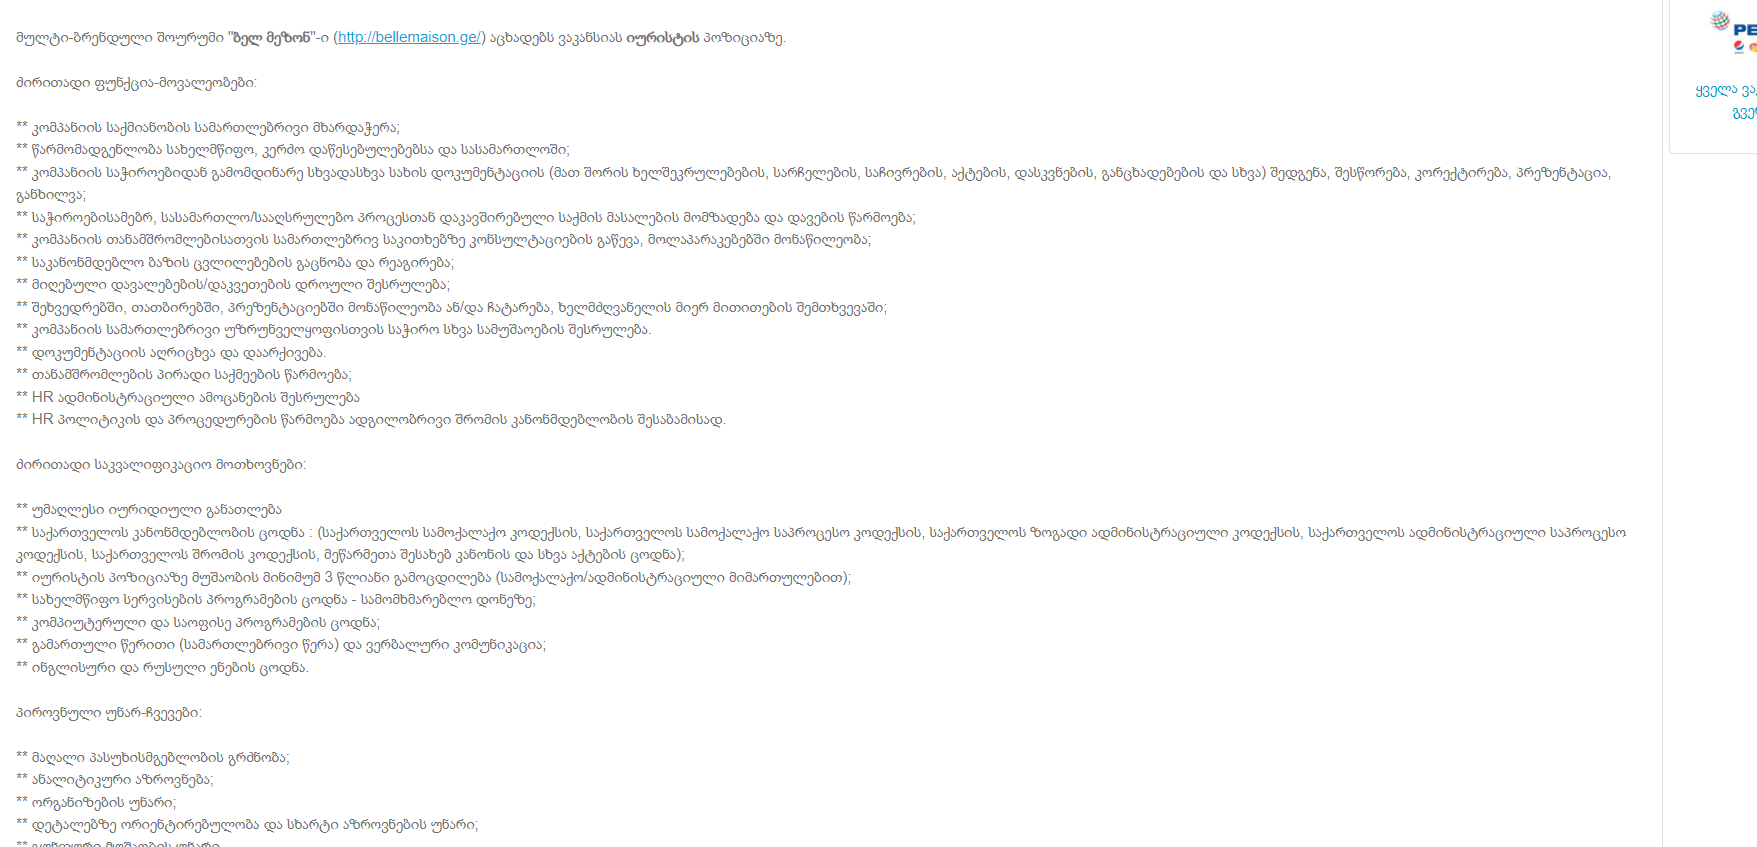 მულტი-ბრენდული შოურუმი "ბელ მეზონ"-ი (http://bellemaison.ge/) აცხადებს ვაკანსიას იურისტის პოზიციაზე.
ძირითადი ფუნქცია-მოვალეობები:
** კომპანიის საქმიანობის სამართლებრივი მხარდაჭერა;
** წარმომადგენლობა სახელმწიფო, კერძო დაწესებულებებსა და სასამართლოში;
** კომპანიის საჭიროებიდან გამომდინარე სხვადასხვა სახის დოკუმენტაციის (მათ შორის ხელშეკრულებების, სარჩელების, საჩივრების, აქტების, დასკვნების, განცხადებების და სხვა) შედგენა, შესწორება, კორექტირება, პრეზენტაცია,
განხილვა;
** საჭიროებისამებრ, სასამართლო/სააღსრულებო პროცესთან დაკავშირებული საქმის მასალების მომზადება და დავების წარმოება;
** კომპანიის თანამშრომლებისათვის სამართლებრივ საკითხებზე კონსულტაციების გაწევა, მოლაპარაკებებში მონაწილეობა;
** საკანონმდებლო ბაზის ცვლილებების გაცნობა და რეაგირება;
** მიღებული დავალებების/დაკვეთების დროული შესრულება;
** შეხვედრებში, თათბირებში, პრეზენტაციებში მონაწილეობა ან/და ჩატარება, ხელმძღვანელის მიერ მითითების შემთხვევაში;
** კომპანიის სამართლებრივი უზრუნველყოფისთვის საჭირო სხვა სამუშაოების შესრულება.
** დოკუმენტაციის აღრიცხვა და დაარქივება.
** თანამშრომლების პირადი საქმეების წარმოება;
** HR ადმინისტრაციული ამოცანების შესრულება
** HR პოლიტიკის და პროცედურების წარმოება ადგილობრივი შრომის კანონმდებლობის შესაბამისად.
ძირითადი საკვალიფიკაციო მოთხოვნები:
** უმაღლესი იურიდიული განათლება
** საქართველოს კანონმდებლობის ცოდნა : (საქართველოს სამოქალაქო კოდექსის, საქართველოს სამოქალაქო საპროცესო კოდექსის, საქართველოს ზოგადი ადმინისტრაციული კოდექსის, საქართველოს ადმინისტრაციული საპროცესო
კოდექსის, საქართველოს შრომის კოდექსის, მეწარმეთა შესახებ კანონის და სხვა აქტების ცოდნა);
** იურისტის პოზიციაზე მუშაობის მინიმუმ 3 წლიანი გამოცდილება (სამოქალაქო/ადმინისტრაციული მიმართულებით);
** სახელმწიფო სერვისების პროგრამების ცოდნა - სამომხმარებლო დონეზე;
** კომპიუტერული და საოფისე პროგრამების ცოდნა;
** გამართული წერითი (სამართლებრივი წერა) და ვერბალური კომუნიკაცია;
** ინგლისური და რუსული ენების ცოდნა.
პიროვნული უნარ-ჩვევები:
** მაღალი პასუხისმგებლობის გრძნობა;
** ანალიტიკური აზროვნება;
** ორგანიზების უნარი;
** დეტალებზე ორიენტირებულობა და სხარტი აზროვნების უნარი;
** გუნდური მუშაობის უნარი
PE
ყველა